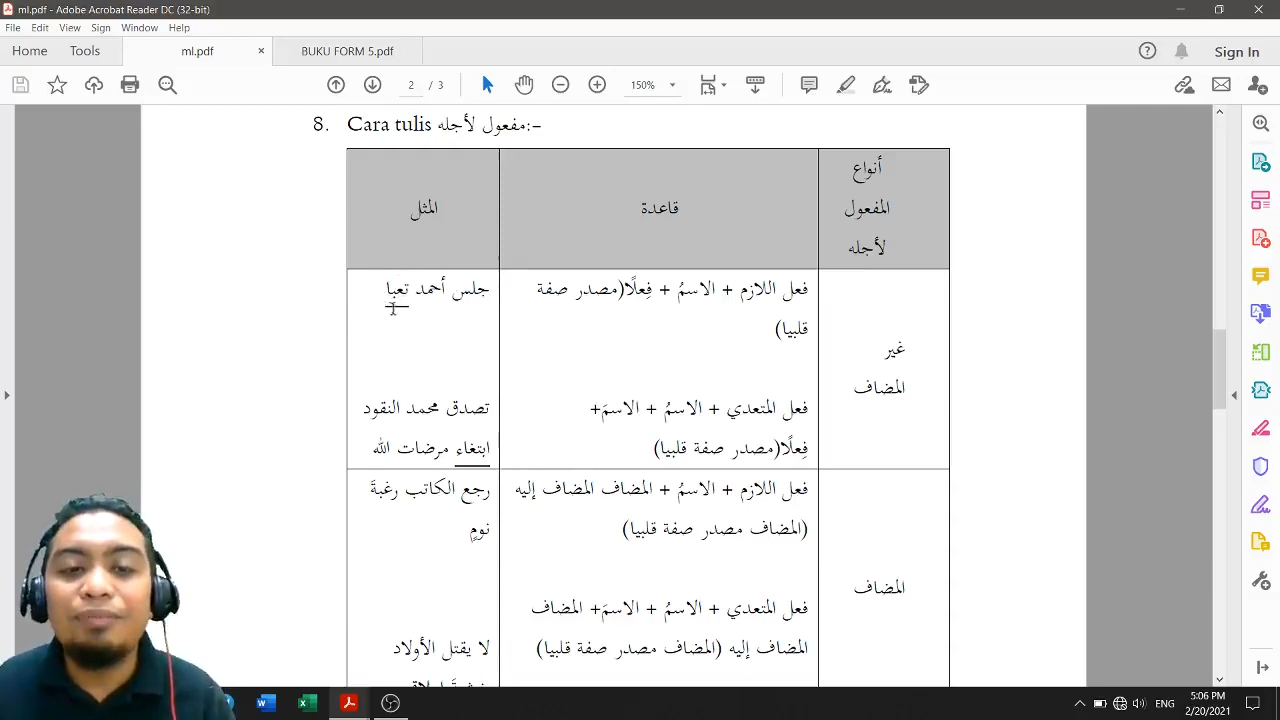 ml.pdf - Adobe Acrobat Reader DC (32-bit)
File Edit View Sign Window Help
Home Tools ml.pdf × BUKU FORM 5.pdf Sign In
2 / 3 150%
8. Cara tulis مفعول لأجله:-
أنواع
المفعول
لأجله
قاعدة
المثل
غير
المضاف
فعل اللازم + الاسمُ + فِعلًا(مصدر صفة
قلبيا)
جلس أحمد تعبا
فعل المتعدي + الاسمُ + الاسمَ+
فِعلًا(مصدر صفة قلبيا)
تصدق محمد النقود
ابتغاء مرضات الله
المضاف
فعل اللازم + الاسمُ + المضاف المضاف إليه
(المضاف مصدر صفة قلبيا)
رجع الكاتب رغبةَ
نومٍ
فعل المتعدي + الاسمُ + الاسمَ+ المضاف
المضاف إليه (المضاف مصدر صفة قلبيا)
لا يقتل الأولاد
5:06 PM
ENG
2/20/2021